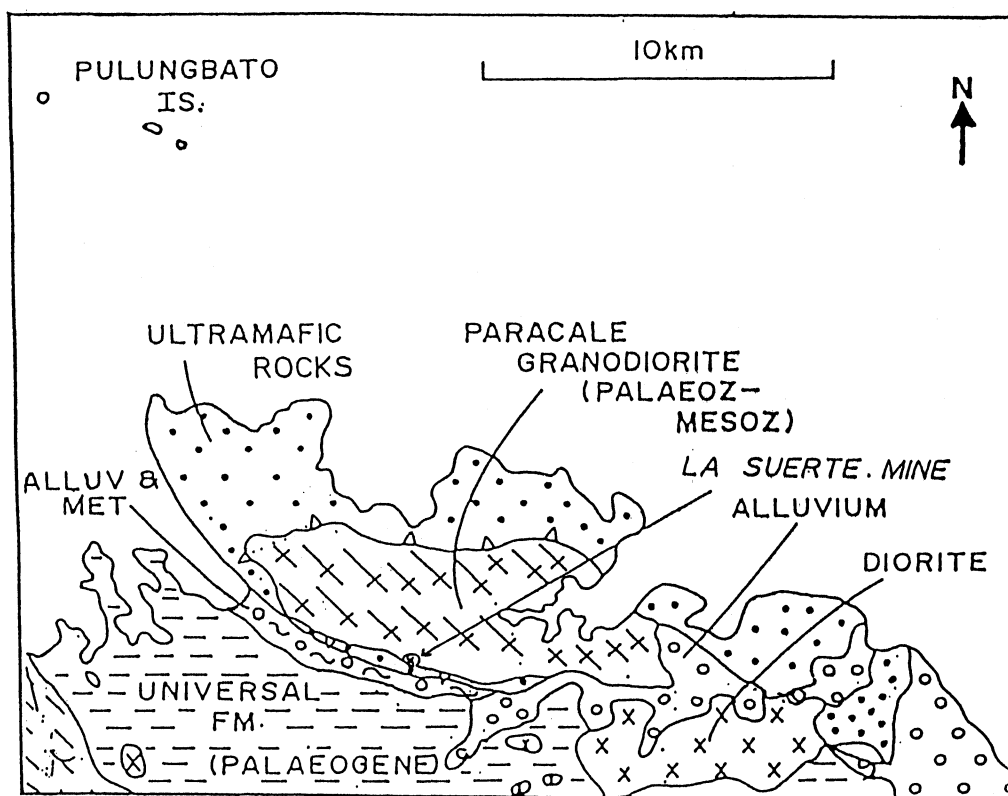 10km
PULUNGBATO
IS.
N
ULTRAMAFIC
ROCKS
PARACALE
GRANODIORITE
(PALAEOZ-
MESOZ)
LA SUERTE. MINE
ALLUV &
MET
ALLUVIUM
DIORITE
UNIVERSAL
FM.
(PALAEOGENE)